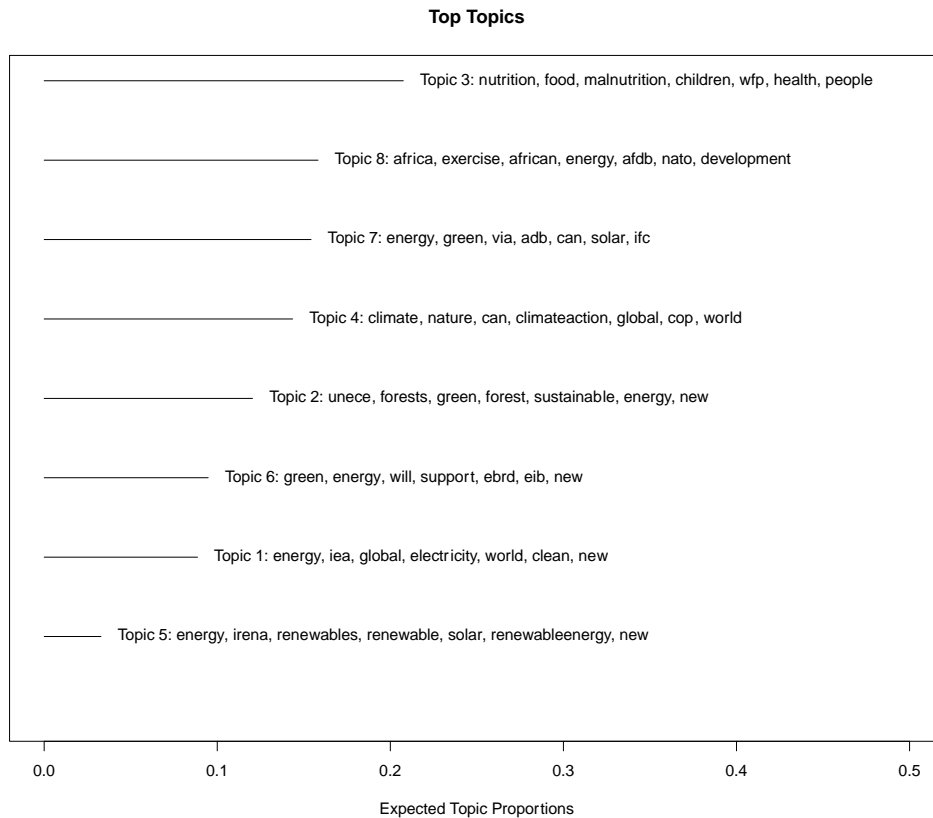 Top Topics
Topic 3: nutrition, food, malnutrition, children, wfp, health, people
Topic 8: africa, exercise, african, energy, afdb, nato, development
Topic 7: energy, green, via, adb, can, solar, ifc
Topic 4: climate, nature, can, climateaction, global, cop, world
Topic 2: unece, forests, green, forest, sustainable, energy, new
Topic 6: green, energy, will, support, ebrd, eib, new
Topic 1: energy, iea, global, electricity, world, clean, new
Topic 5: energy, irena, renewables, renewable, solar, renewableenergy, new
0.0 0.1 0.2 0.3 0.4 0.5
Expected Topic Proportions